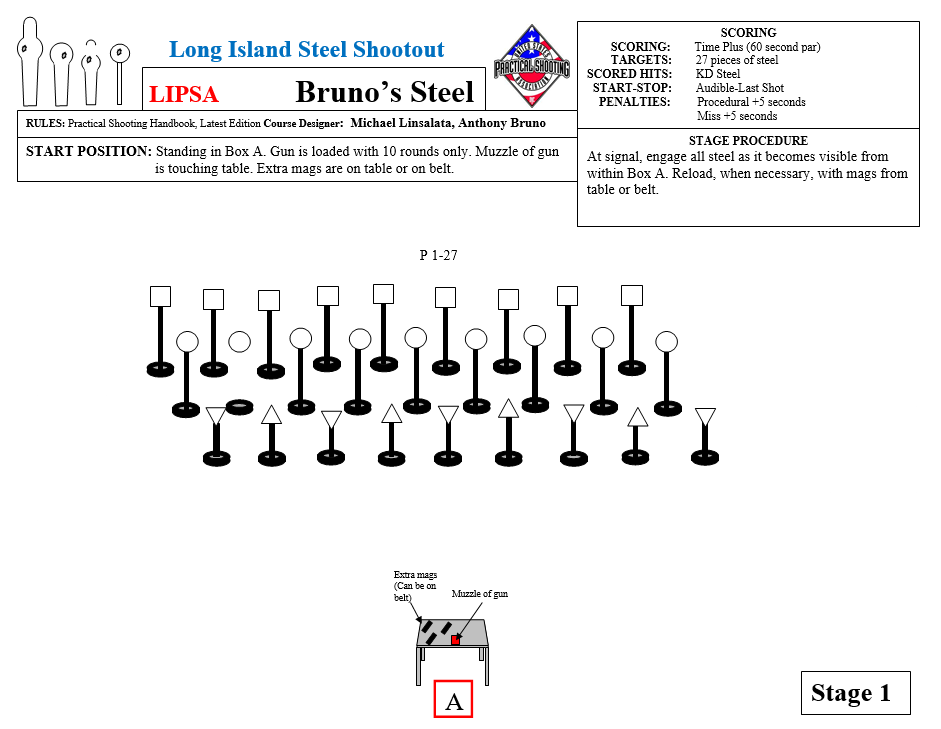 Long Island Steel Shootout
LIPSA Bruno's Steel
UNITED STATES
PRACTICAL SHOOTING
ASSOCIATION
RULES: Practical Shooting Handbook, Latest Edition Course Designer: Michael Linsalata, Anthony Bruno
START POSITION: Standing in Box A. Gun is loaded with 10 rounds only. Muzzle of gun
is touching table. Extra mags are on table or on belt.
SCORING
SCORING: Time Plus (60 second par)
TARGETS: 27 pieces of steel
SCORED HITS: KD Steel
START-STOP: Audible-Last Shot
PENALTIES: Procedural +5 seconds
Miss +5 seconds
STAGE PROCEDURE
At signal, engage all steel as it becomes visible from
within Box A. Reload, when necessary, with mags from
table or belt.
P 1-27
Extra mags
(Can be on
belt)
Muzzle of gun
A
Stage 1